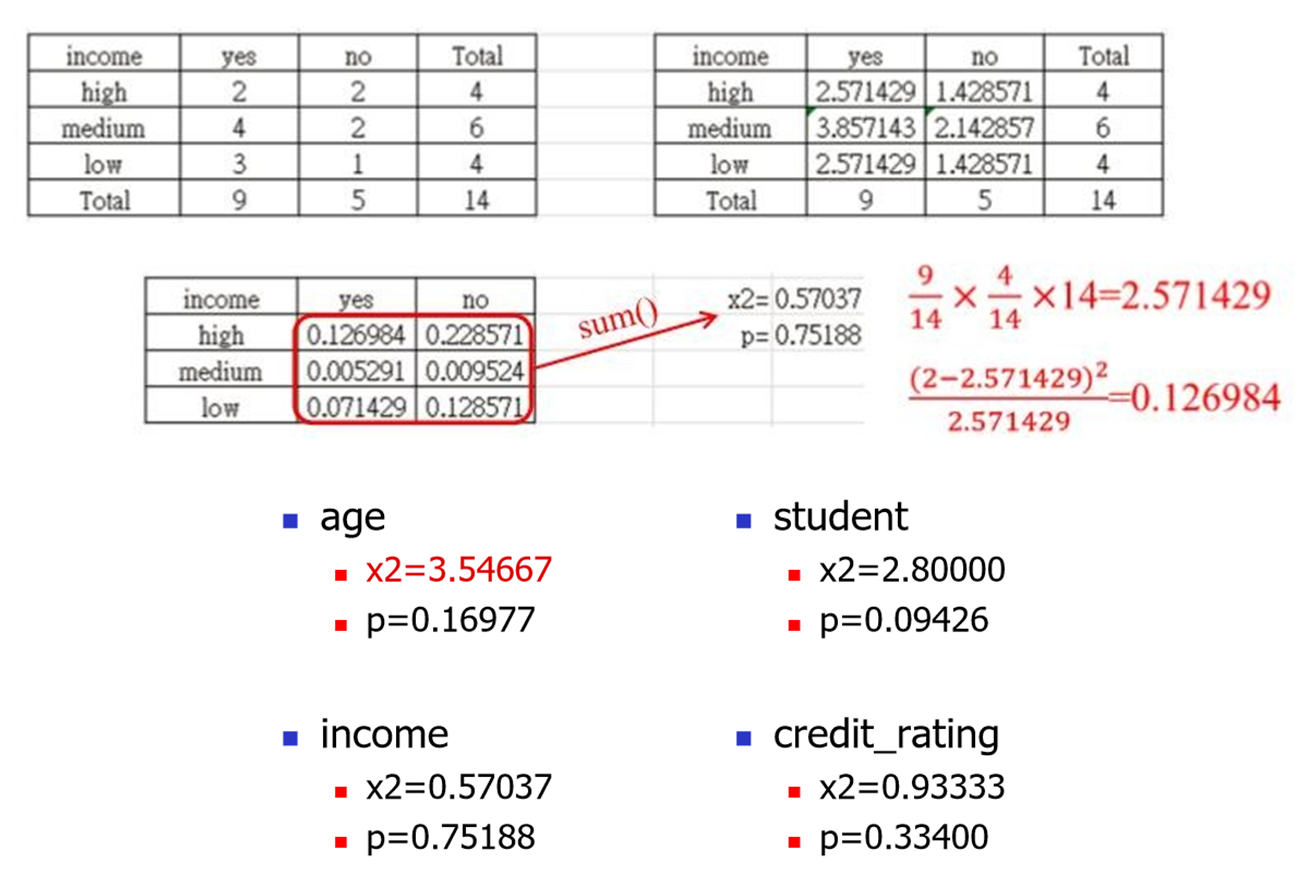 income yes no Total
high 2 2 4
medium 4 2 6
low 3 1 4
Total 9 5 14
income yes no Total
high 2.571429 1.428571 4
medium 3.857143 2.142857 6
low 2.571429 1.428571 4
Total 9 5 14
income yes no
high 0.126984 0.228571
medium 0.005291 0.009524
low 0.071429 0.128571
sum()
x2= 0.57037
p= 0.75188
9/14 × 4/14 ×14=2.571429
(2−2.571429)²/2.571429=0.126984
age
x2=3.54667
p=0.16977
student
x2=2.80000
p=0.09426
income
x2=0.57037
p=0.75188
credit_rating
x2=0.93333
p=0.33400